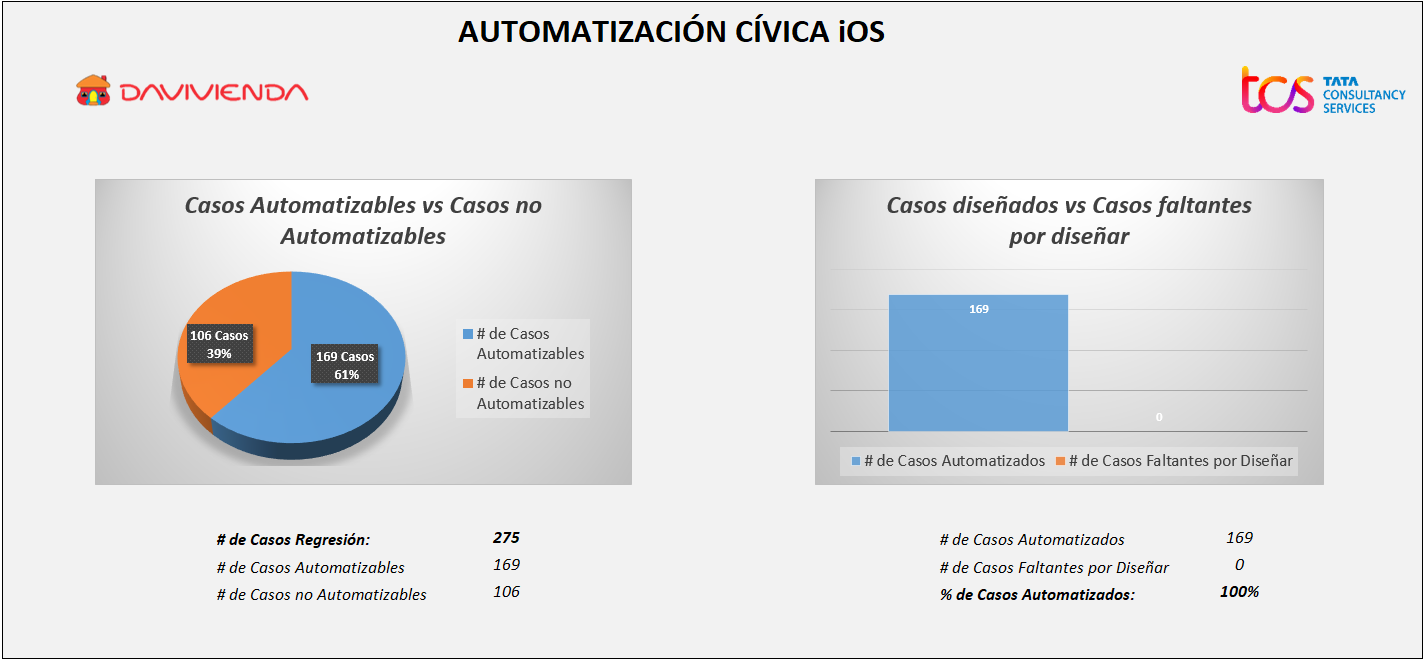 AUTOMATIZACIÓN CÍVICA iOS
DAVIVIENDA
tcs TATA
CONSULTANCY
SERVICES
Casos Automatizables vs Casos no
Automatizables
106 Casos
39%
169 Casos
61%
# de Casos
Automatizables
# de Casos no
Automatizables
Casos diseñados vs Casos faltantes
por diseñar
169
0
# de Casos Automatizados # de Casos Faltantes por Diseñar
# de Casos Regresión: 275
# de Casos Automatizables 169
# de Casos no Automatizables 106
# de Casos Automatizados 169
# de Casos Faltantes por Diseñar 0
% de Casos Automatizados: 100%